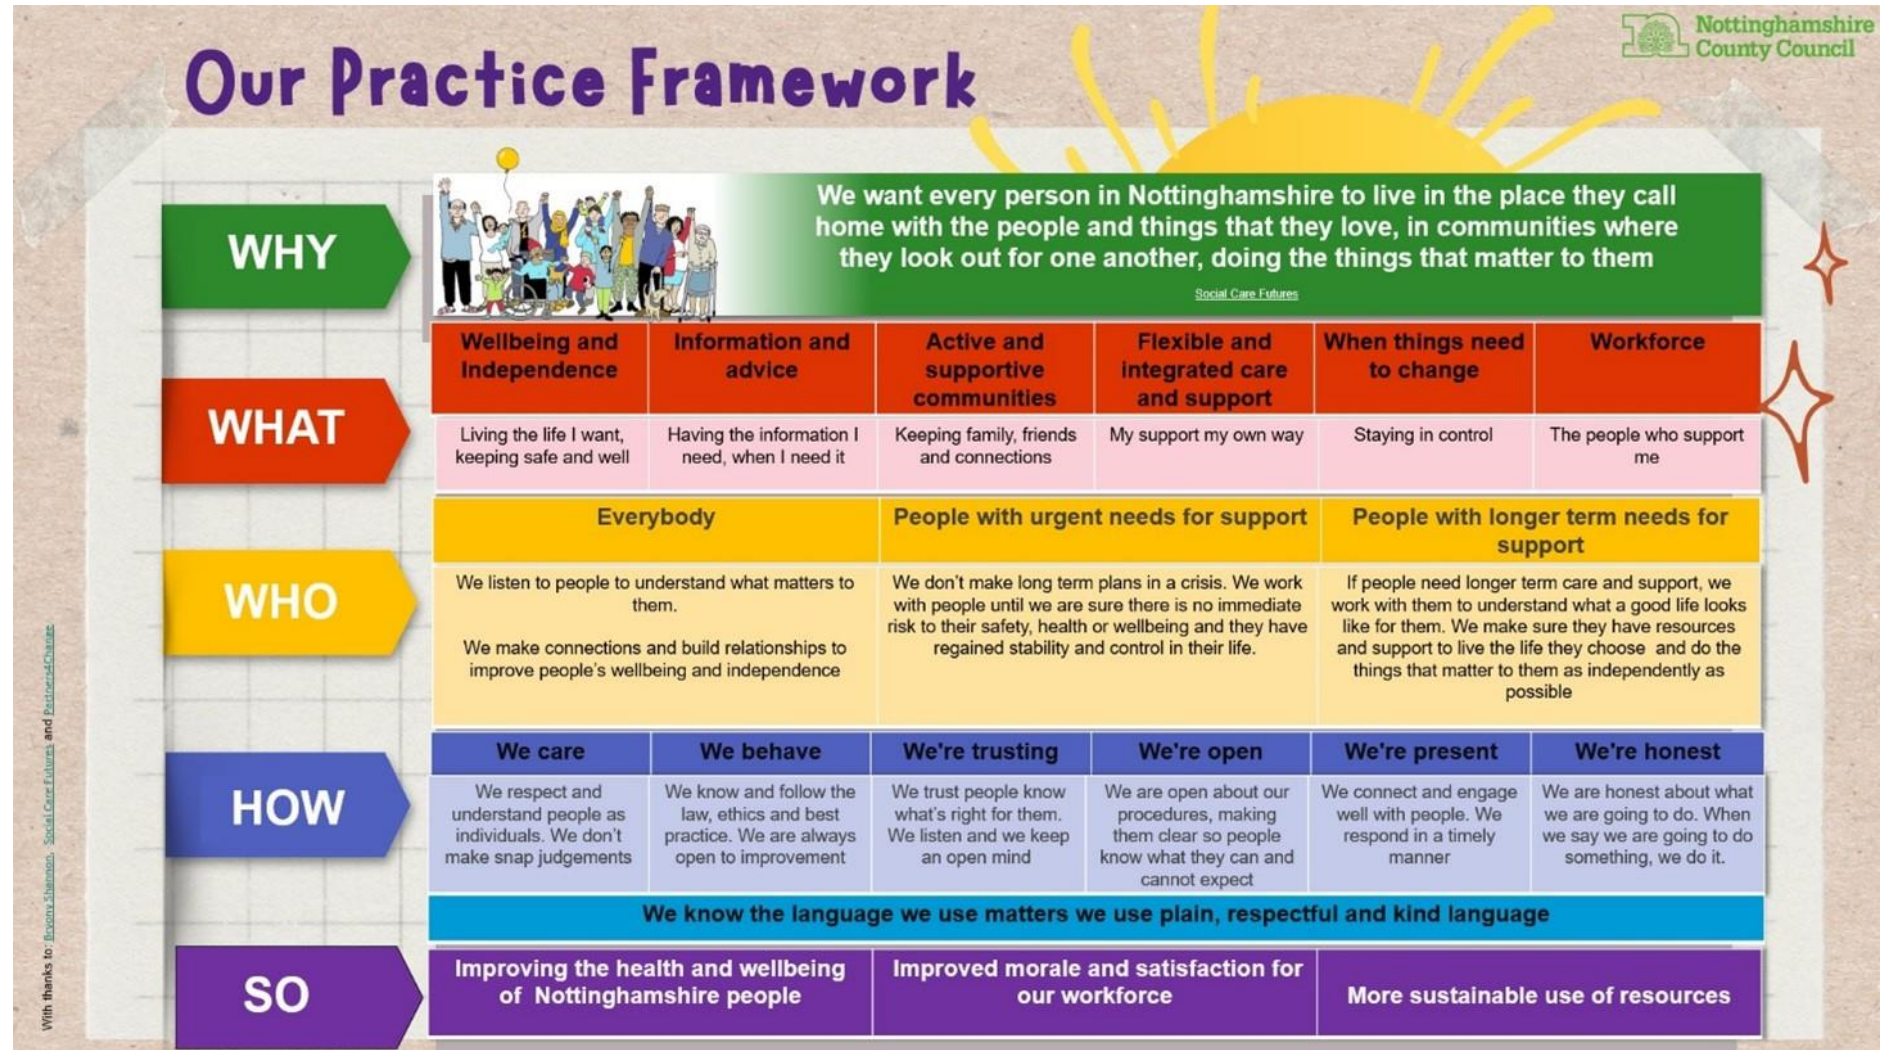 Nottinghamshire
County Council
Our Practice Framework
WHY
We want every person in Nottinghamshire to live in the place they call
home with the people and things that they love, in communities where
they look out for one another, doing the things that matter to them
Social Care Futures
WHAT
Wellbeing and
Independence
Living the life I want,
keeping safe and well
Information and
advice
Having the information I
need, when I need it
Active and
supportive
communities
Keeping family, friends
and connections
Flexible and
integrated care
and support
My support my own way
When things need
to change
Staying in control
Workforce
The people who support
me
WHO
Everybody
We listen to people to understand what matters to
them.
We make connections and build relationships to
improve people's wellbeing and independence
People with urgent needs for support
We don't make long term plans in a crisis. We work
with people until we are sure there is no immediate
risk to their safety, health or wellbeing and they have
regained stability and control in their life.
People with longer term needs for
support
If people need longer term care and support, we
work with them to understand what a good life looks
like for them. We make sure they have resources
and support to live the life they choose and do the
things that matter to them as independently as
possible
HOW
We care
We respect and
understand people as
individuals. We don't
make snap judgements
We behave
We know and follow the
law, ethics and best
practice. We are always
open to improvement
We're trusting
We trust people know
what's right for them.
We listen and we keep
an open mind
We're open
We are open about our
procedures, making
them clear so people
know what they can and
cannot expect
We're present
We connect and engage
well with people. We
respond in a timely
manner
We're honest
We are honest about what
we are going to do. When
we say we are going to do
something, we do it.
We know the language we use matters we use plain, respectful and kind language
SO
Improving the health and wellbeing
of Nottinghamshire people
Improved morale and satisfaction for
our workforce
More sustainable use of resources
With thanks to: Bryony Shannon, Social Care Futures and Partners4Change